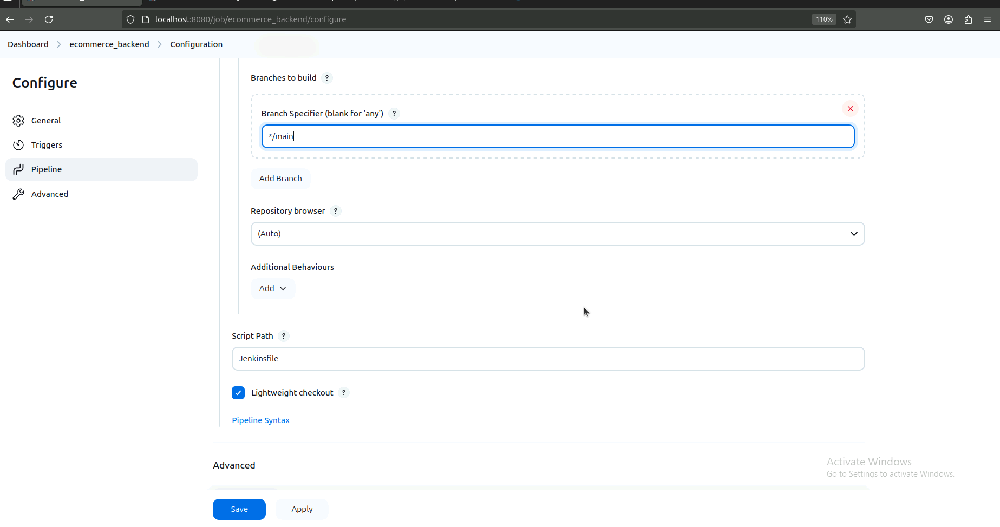 localhost:8080/job/ecommerce_backend/configure
110%
Dashboard
ecommerce_backend
Configuration
Configure
General
Triggers
Pipeline
Advanced
Branches to build ?
Branch Specifier (blank for 'any') ?
*/main
Add Branch
Repository browser ?
(Auto)
Additional Behaviours
Add
Script Path ?
Jenkinsfile
Lightweight checkout ?
Pipeline Syntax
Advanced
Activate Windows
Go to Settings to activate Windows.
Save
Apply